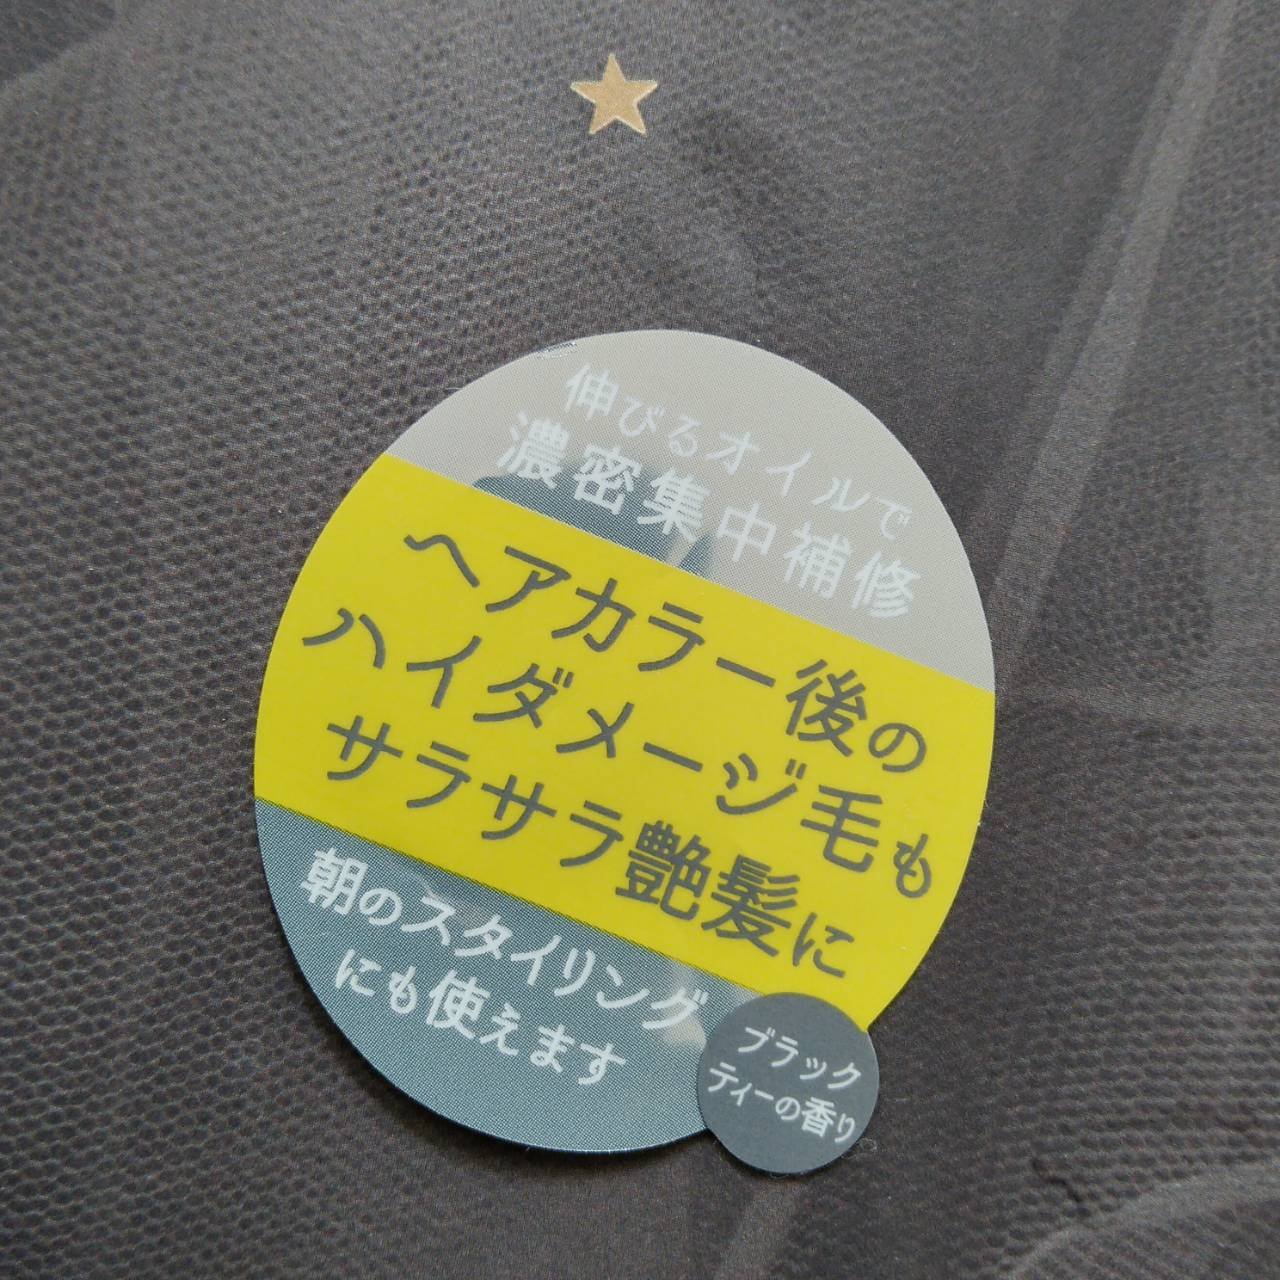 伸びるオイルで
濃密集中補修
ヘアカラー後の
ハイダメージ毛も
サラサラ艶髪に
朝のスタイリング
にも使えます
ブラック
ティーの香り